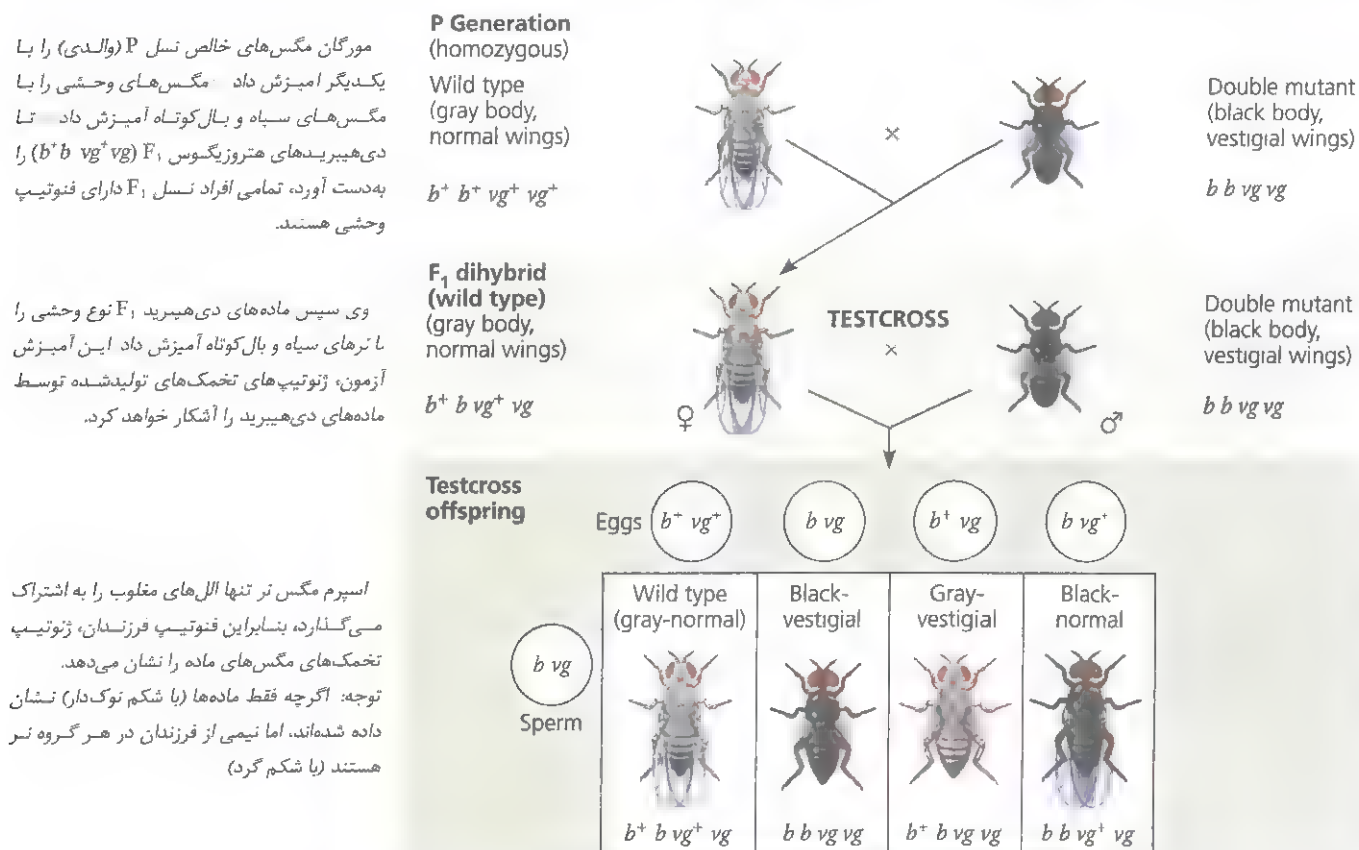 مورگان مگس‌های خالص نسل P (والدی) را با
یکدیگر آمیزش داد مگس‌های وحشی را با
مگس‌های سیاه و بال‌کوتاه آمیزش داد تا
دی‌هیبریدهای هتروزیگوس F₁ (b⁺b vg⁺vg) را
به‌دست آورد، تمامی افراد نسل F₁ دارای فنوتیپ
وحشی هستند.
P Generation
(homozygous)
Wild type
(gray body,
normal wings)
b⁺ b⁺ vg⁺ vg⁺
×
Double mutant
(black body,
vestigial wings)
b b vg vg
وی سپس ماده‌های دی‌هیبرید F₁ نوع وحشی را
با نرهای سیاه و بال‌کوتاه آمیزش داد این آمیزش
آزمون، ژنوتیپ‌های تخمک‌های تولیدشده توسط
ماده‌های دی‌هیبرید را آشکار خواهد کرد.
F₁ dihybrid
(wild type)
(gray body,
normal wings)
b⁺ b vg⁺ vg
♀
TESTCROSS
×
♂
Double mutant
(black body,
vestigial wings)
b b vg vg
Testcross
offspring
Eggs b⁺ vg⁺ b vg b⁺ vg b vg⁺
اسپرم مگس نر تنها الل‌های مغلوب را به اشتراک
می‌گذارد، بنابراین فنوتیپ فرزندان، ژنوتیپ
تخمک‌های مگس‌های ماده را نشان می‌دهد.
توجه: اگرچه فقط ماده‌ها (با شکم نوک‌دار) نشان
داده شده‌اند، اما نیمی از فرزندان در هر گروه نر
هستند (با شکم گرد)
b vg
Sperm
Wild type
(gray-normal)
b⁺ b vg⁺ vg
Black-
vestigial
b b vg vg
Gray-
vestigial
b⁺ b vg vg
Black-
normal
b b vg⁺ vg